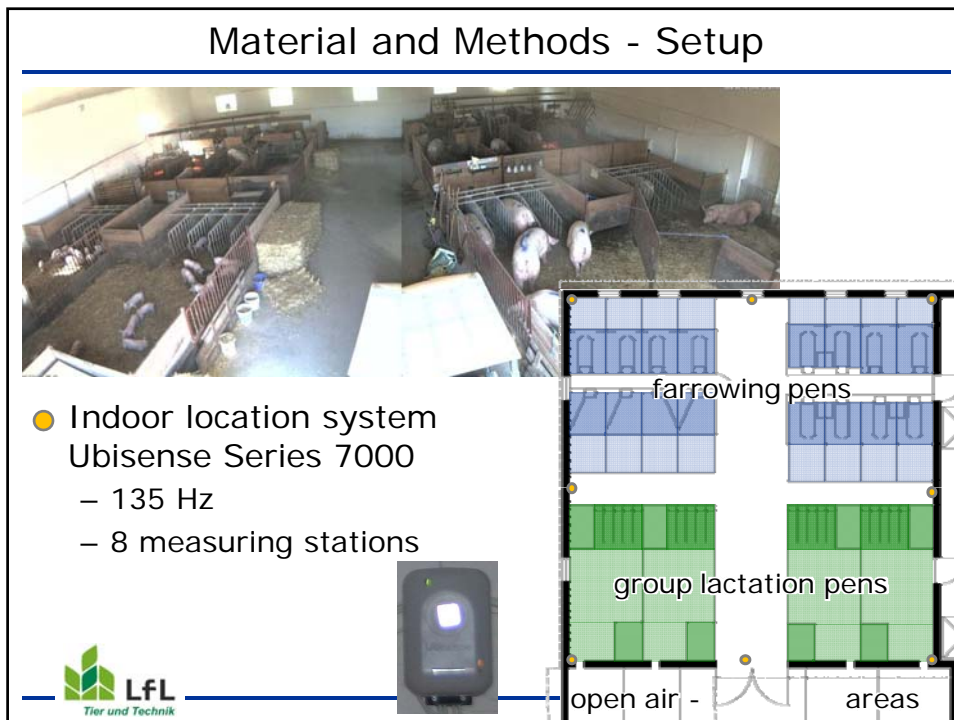 Material and Methods - Setup
Indoor location system
Ubisense Series 7000
– 135 Hz
– 8 measuring stations
farrowing pens
group lactation pens
open air - areas
LfL
Tier und Technik